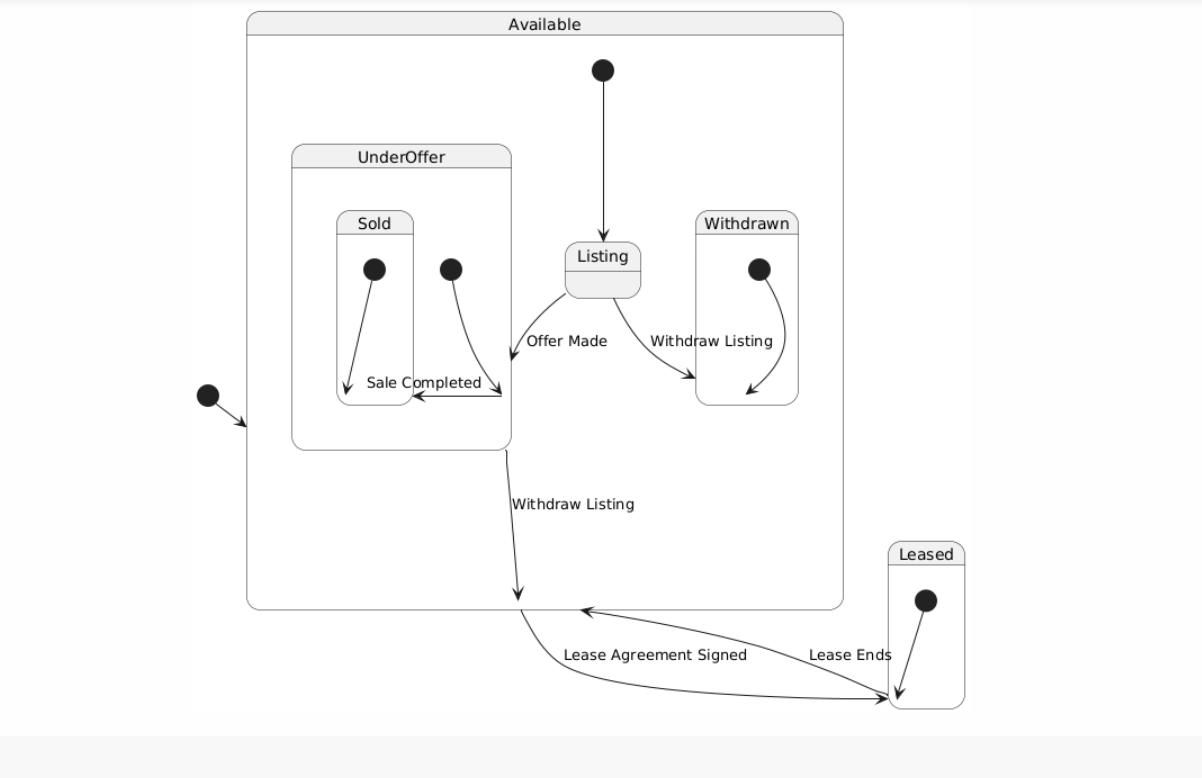 Available
UnderOffer
Sold
Withdrawn
Listing
Offer Made
Withdraw Listing
Sale Completed
Withdraw Listing
Leased
Lease Agreement Signed
Lease Ends